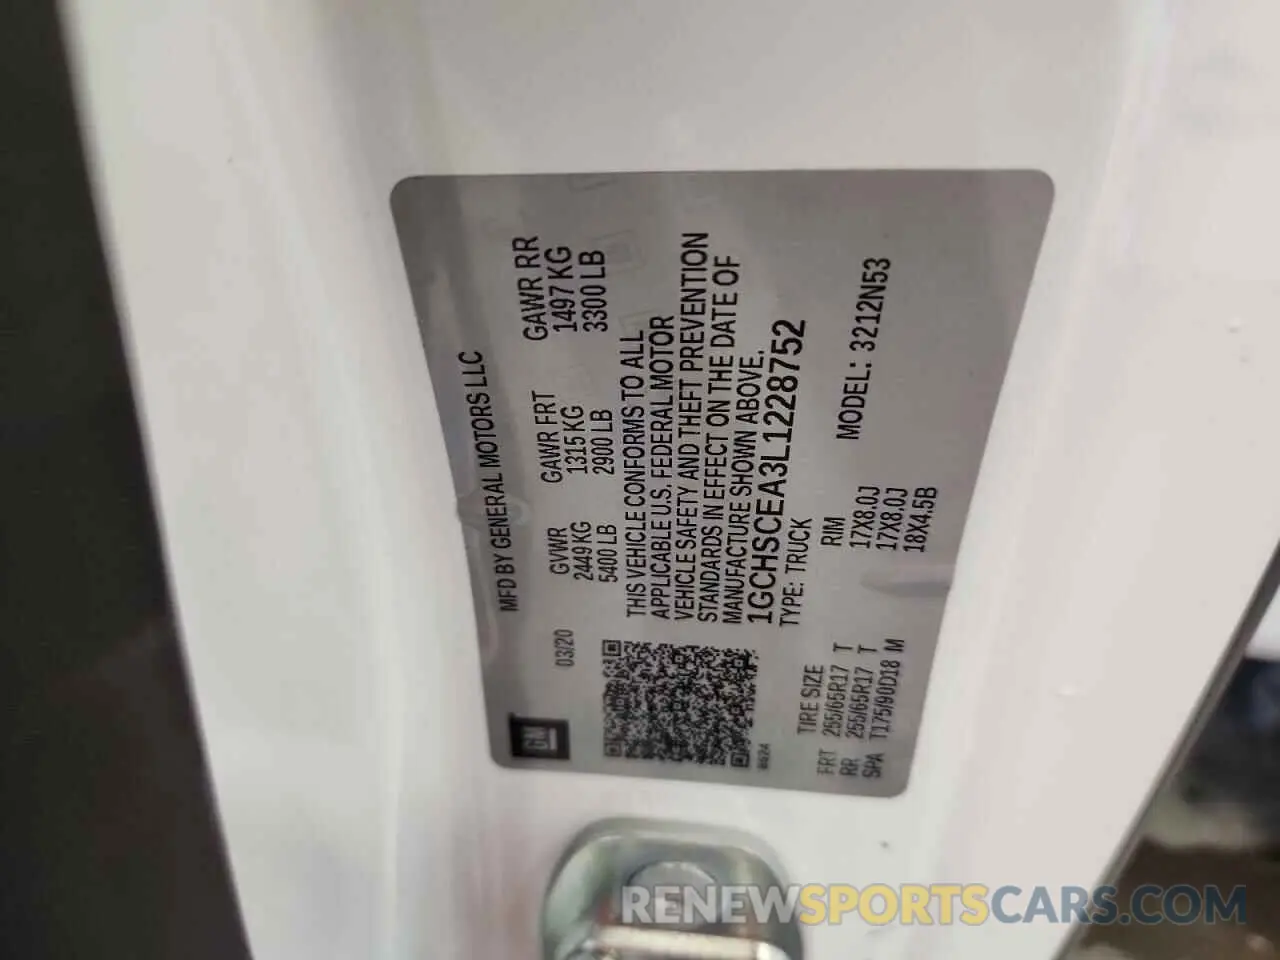 MFD BY GENERAL MOTORS LLC
GM
03/20
GVWR GAWR FRT GAWR RR
2449 KG 1315 KG 1497 KG
5400 LB 2900 LB 3300 LB
THIS VEHICLE CONFORMS TO ALL
APPLICABLE U.S. FEDERAL MOTOR
VEHICLE SAFETY AND THEFT PREVENTION
STANDARDS IN EFFECT ON THE DATE OF
MANUFACTURE SHOWN ABOVE.
1GCHSCEA3L1228752
TYPE: TRUCK
MODEL: 3212N53
TIRE SIZE RIM
FRT 255/65R17 T 17X8.0J
RR 255/65R17 T 17X8.0J
SPA T175/90D18 M 18X4.5B
RENEWSPORTSCARS.COM